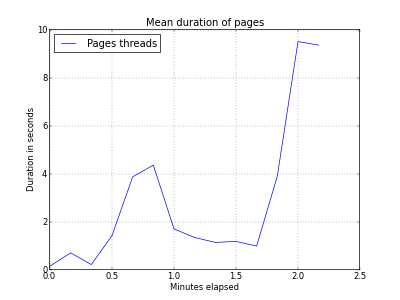 Mean duration of pages
Pages threads
Duration in seconds
10
8
6
4
2
0
0.0 0.5 1.0 1.5 2.0 2.5
Minutes elapsed